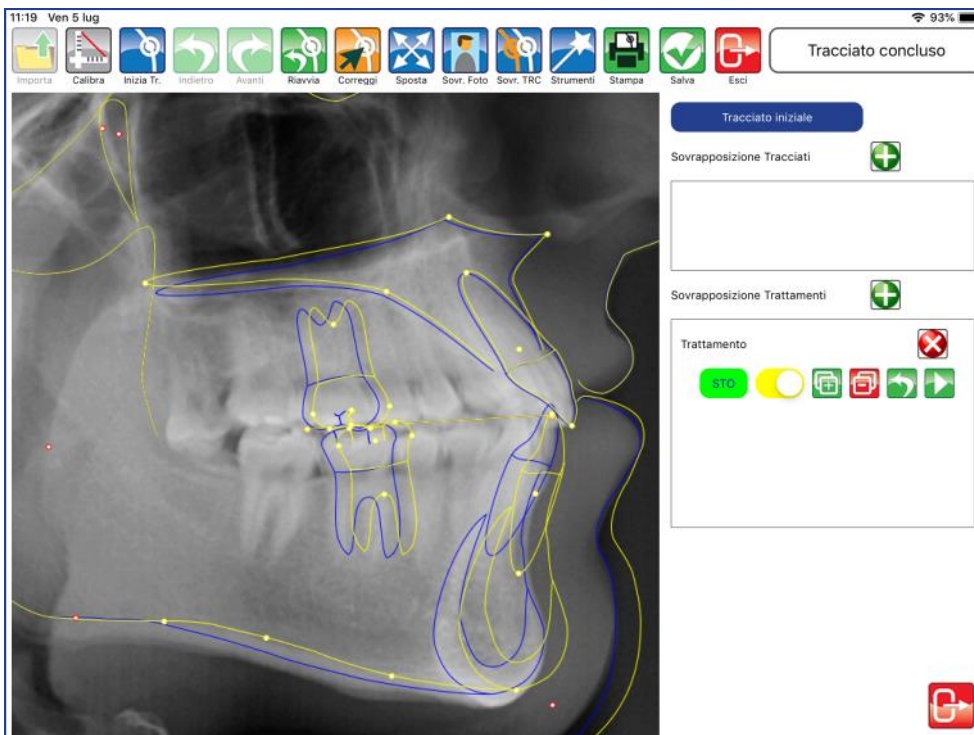 11:19 Ven 5 lug 93%
Importa Calibra Inizia Tr. Indietro Avanti Riavvia Correggi Sposta Sovr. Foto Sovr. TRC Strumenti Stampa Salva Esci
Tracciato concluso
Tracciato iniziale
Sovrapposizione Tracciati
Sovrapposizione Trattamenti
Trattamento
STO